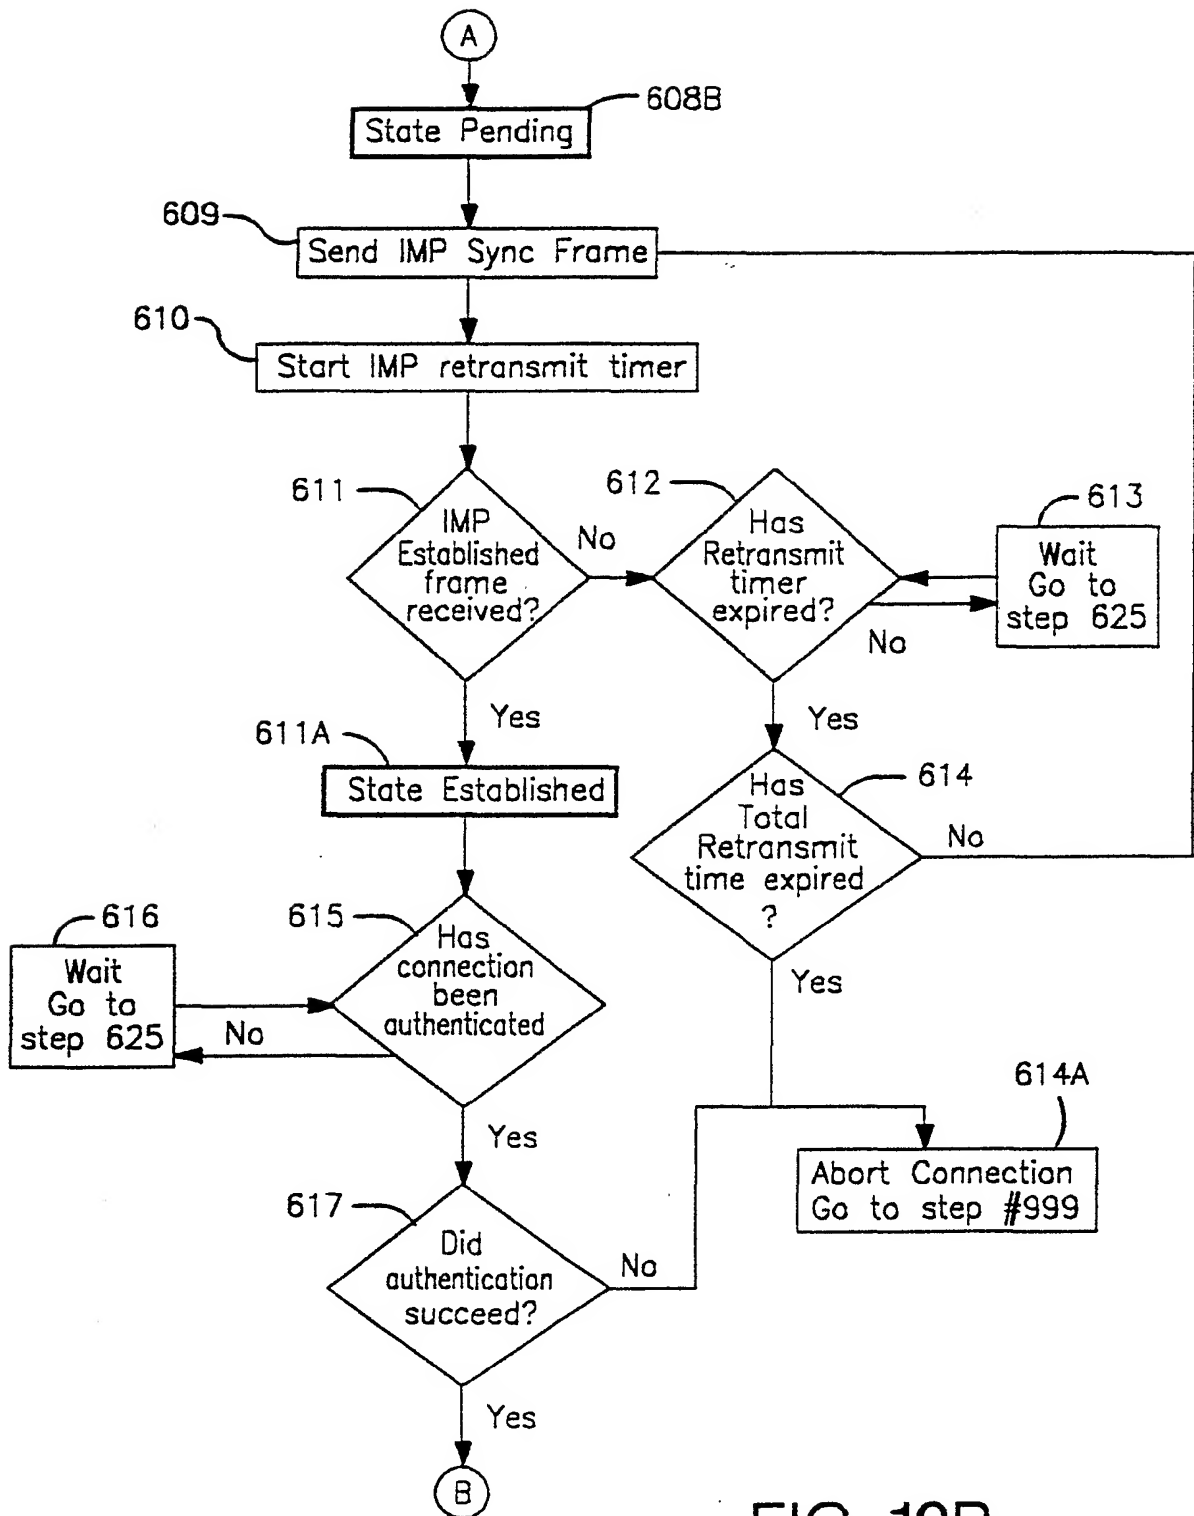 A
608B
State Pending
609
Send IMP Sync Frame
610
Start IMP retransmit timer
611
IMP
Established
frame
received?
No
612
Has
Retransmit
timer
expired?
613
Wait
Go to
step 625
No
Yes
Yes
611A
State Established
614
Has
Total
Retransmit
time expired
?
No
616
Wait
Go to
step 625
No
615
Has
connection
been
authenticated
Yes
614A
Abort Connection
Go to step #999
Yes
617
Did
authentication
succeed?
No
Yes
B